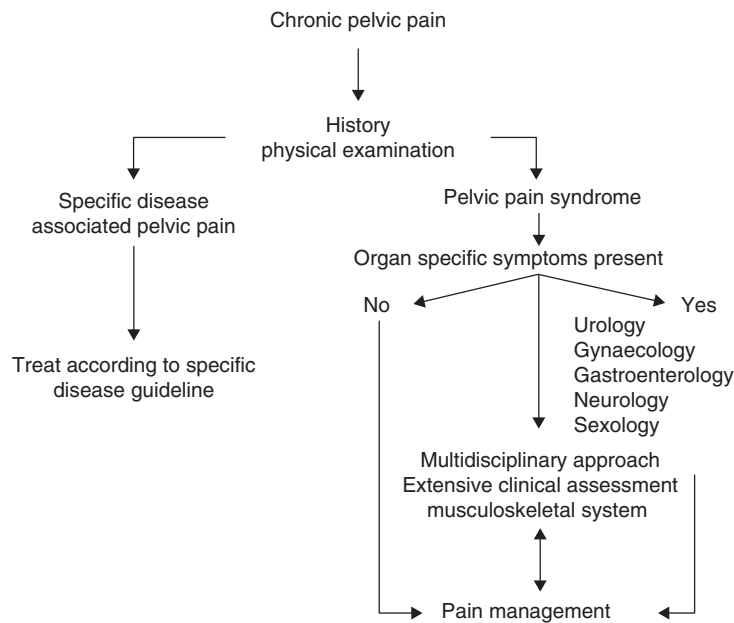 Chronic pelvic pain
History
physical examination
Specific disease
associated pelvic pain
Pelvic pain syndrome
Organ specific symptoms present
No
Yes
Urology
Gynaecology
Gastroenterology
Neurology
Sexology
Treat according to specific
disease guideline
Multidisciplinary approach
Extensive clinical assessment
musculoskeletal system
Pain management